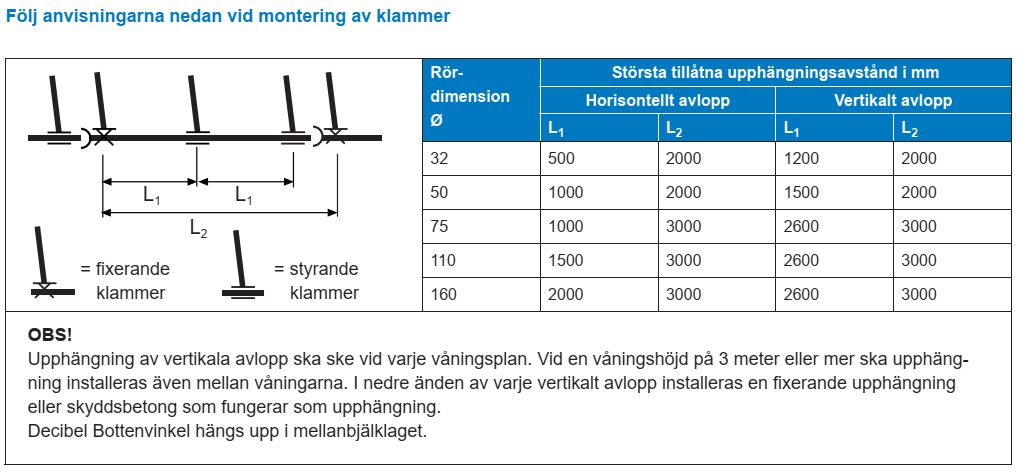 Följ anvisningarna nedan vid montering av klammer
L1 L1
L2
= fixerande klammer
= styrande klammer
Rör-
dimension
Ø
Största tillåtna upphängningsavstånd i mm
Horisontellt avlopp Vertikalt avlopp
L1 L2 L1 L2
32 500 2000 1200 2000
50 1000 2000 1500 2000
75 1000 3000 2600 3000
110 1500 3000 2600 3000
160 2000 3000 2600 3000
OBS!
Upphängning av vertikala avlopp ska ske vid varje våningsplan. Vid en våningshöjd på 3 meter eller mer ska upphäng-
ning installeras även mellan våningarna. I nedre änden av varje vertikalt avlopp installeras en fixerande upphängning
eller skyddsbetong som fungerar som upphängning.
Decibel Bottenvinkel hängs upp i mellanbjälklaget.